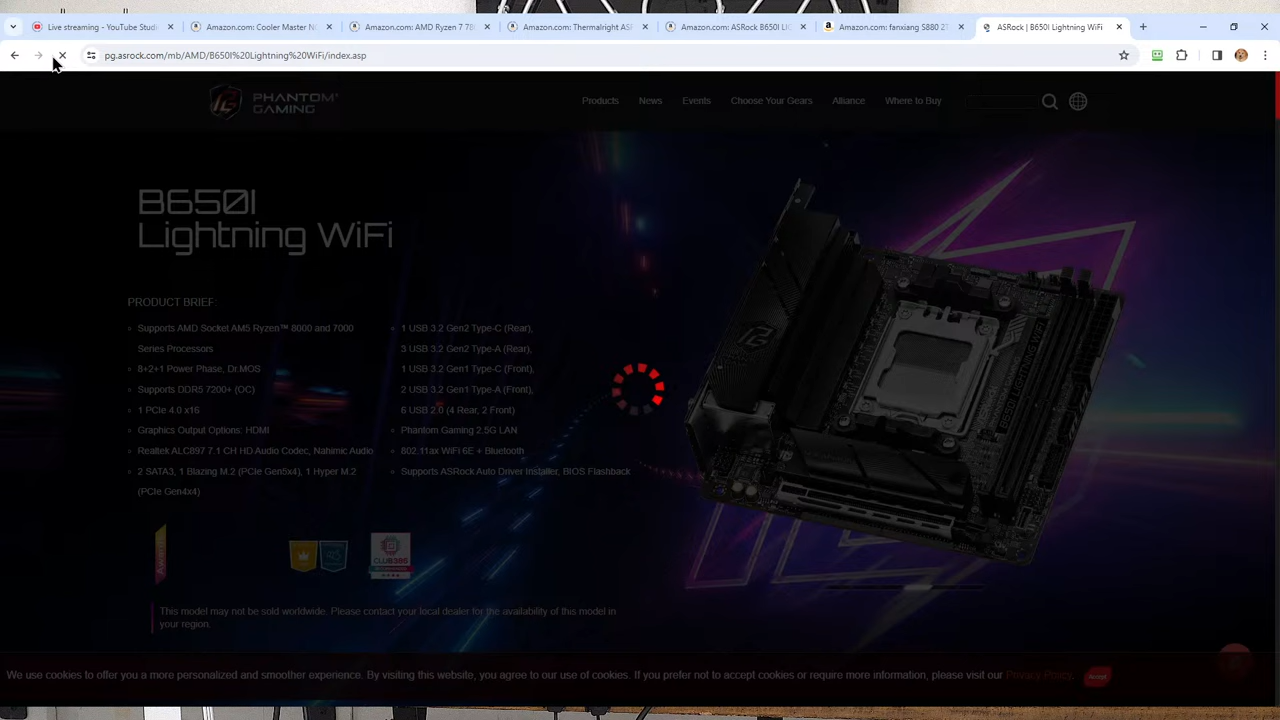 Live streaming - YouTube Studi
Amazon.com: Cooler Master N
Amazon.com: AMD Ryzen 7 78
Amazon.com: Thermalright ASF
Amazon.com: ASRock B650I LIG
Amazon.com: fanxiang S880 2T
ASRock | B650I Lightning WiFi
pg.asrock.com/mb/AMD/B650I%20Lightning%20WiFi/index.asp
PHANTOM GAMING
Products
News
Events
Choose Your Gears
Alliance
Where to Buy
B650I
Lightning WiFi
PRODUCT BRIEF:
Supports AMD Socket AM5 Ryzen™ 8000 and 7000
Series Processors
8+2+1 Power Phase, Dr.MOS
Supports DDR5 7200+ (OC)
1 PCIe 4.0 x16
Graphics Output Options: HDMI
Realtek ALC897 7.1 CH HD Audio Codec, Nahimic Audio
2 SATA3, 1 Blazing M.2 (PCIe Gen5x4), 1 Hyper M.2
(PCIe Gen4x4)
1 USB 3.2 Gen2 Type-C (Rear),
3 USB 3.2 Gen2 Type-A (Rear),
1 USB 3.2 Gen1 Type-C (Front),
2 USB 3.2 Gen1 Type-A (Front),
6 USB 2.0 (4 Rear, 2 Front)
Phantom Gaming 2.5G LAN
802.11ax WiFi 6E + Bluetooth
Supports ASRock Auto Driver Installer, BIOS Flashback
Award
CLUB386
This model may not be sold worldwide. Please contact your local dealer for the availability of this model in
your region.
We use cookies to offer you a more personalized and smoother experience. By visiting this website, you agree to our use of cookies. If you prefer not to accept cookies or require more information, please visit our Privacy Policy.
Accept